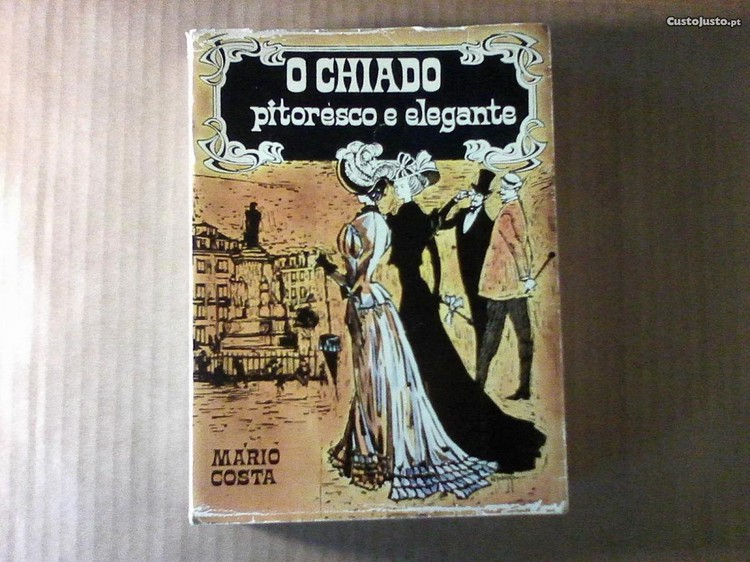 CustoJusto.pt
O CHIADO
pitoresco e elegante
MÁRIO
COSTA